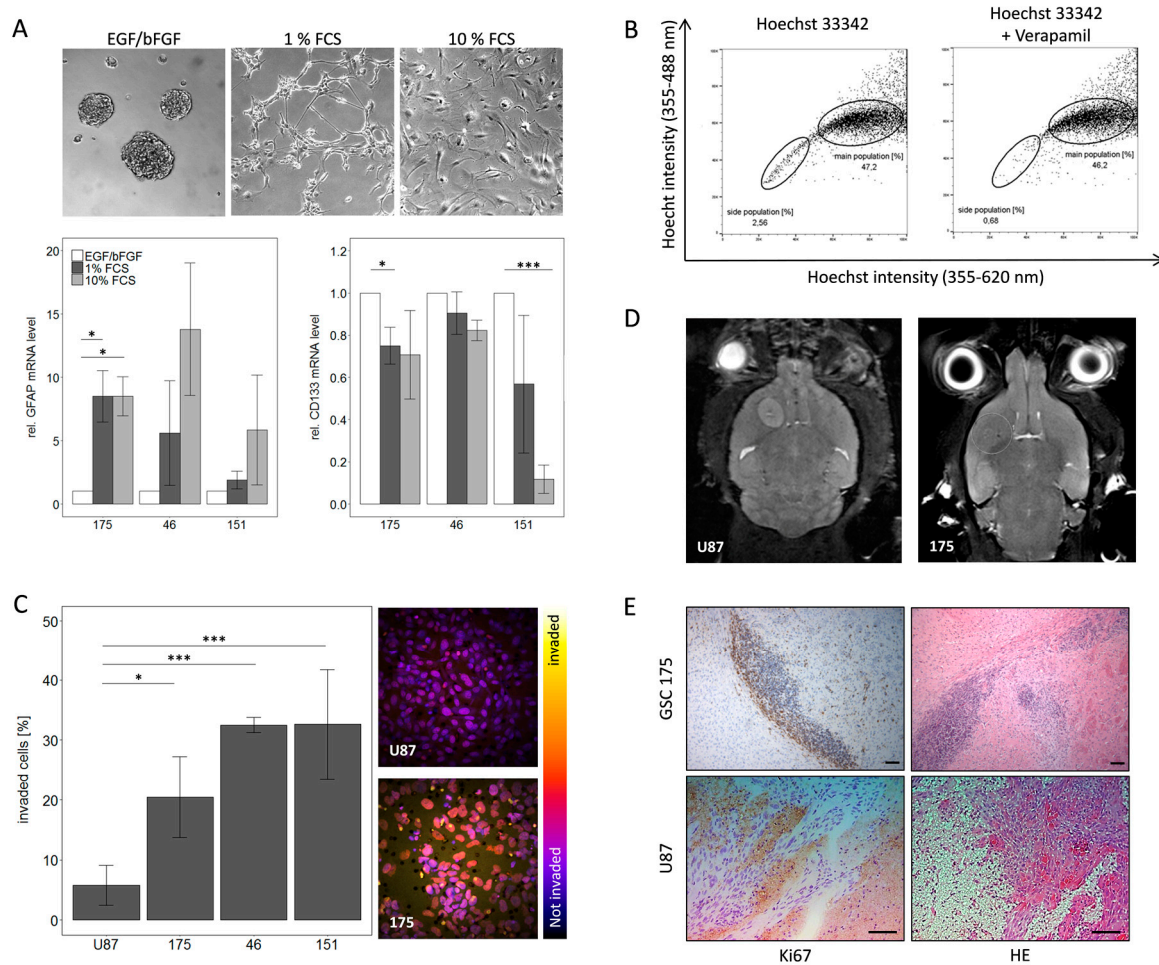 A
EGF/bFGF
1 % FCS
10 % FCS
rel. GFAP mRNA level
20
15
10
5
0
EGF/bFGF
1% FCS
10% FCS
*
*
175
46
151
rel. CD133 mRNA level
1.2
1.0
0.8
0.6
0.4
0.2
0.0
*
***
175
46
151
B
Hoechst 33342
Hoechst 33342
+ Verapamil
Hoecht intensity (355-488 nm)
main population [%]
47,2
side population [%]
2,56
main population [%]
46,2
side population [%]
0,68
Hoechst intensity (355-620 nm)
C
invaded cells [%]
50
40
30
20
10
0
***
***
*
U87
175
46
151
U87
175
invaded
Not invaded
D
U87
175
E
GSC 175
U87
Ki67
HE